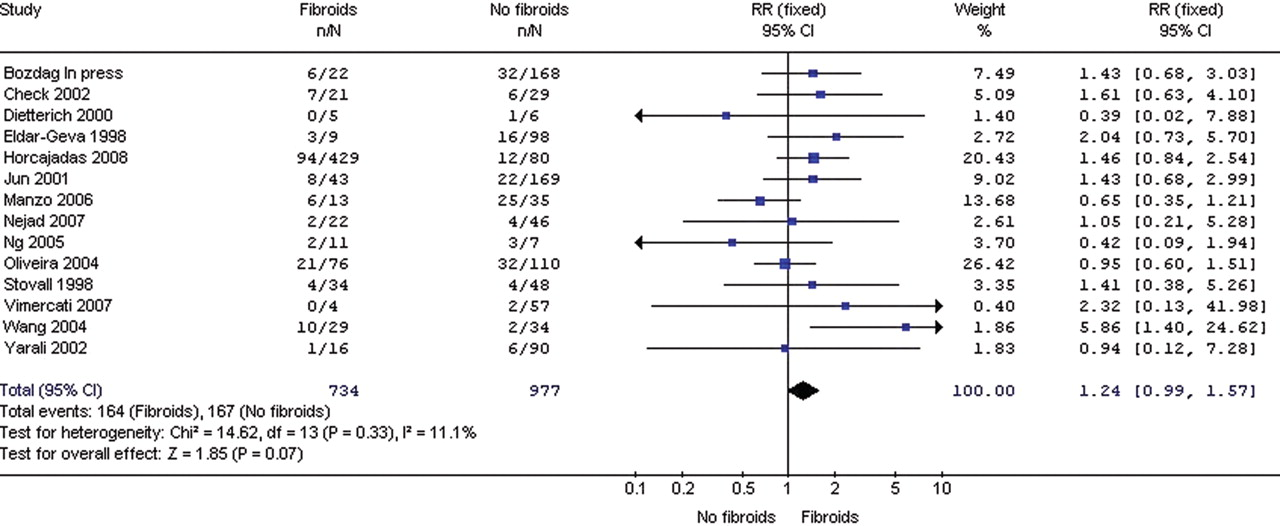 Study Fibroids No fibroids RR (fixed) Weight RR (fixed)
n/N n/N 95% CI % 95% CI
Bozdag In press 6/22 32/168 7.49 1.43 [0.68, 3.03]
Check 2002 7/21 6/29 5.09 1.61 [0.63, 4.10]
Dietterich 2000 0/5 1/6 1.40 0.39 [0.02, 7.88]
Eldar-Geva 1998 3/9 16/98 2.72 2.04 [0.73, 5.70]
Horcajadas 2008 94/429 12/80 20.43 1.46 [0.84, 2.54]
Jun 2001 8/43 22/169 9.02 1.43 [0.68, 2.99]
Manzo 2006 6/13 25/35 13.68 0.65 [0.35, 1.21]
Nejad 2007 2/22 4/46 2.61 1.05 [0.21, 5.28]
Ng 2005 2/11 3/7 3.70 0.42 [0.09, 1.94]
Oliveira 2004 21/76 32/110 26.42 0.95 [0.60, 1.51]
Stovall 1998 4/34 4/48 3.35 1.41 [0.38, 5.26]
Vimercati 2007 0/4 2/57 0.40 2.32 [0.13, 41.98]
Wang 2004 10/29 2/34 1.86 5.86 [1.40, 24.62]
Yarali 2002 1/16 6/90 1.83 0.94 [0.12, 7.28]
Total (95% CI) 734 977 100.00 1.24 [0.99, 1.57]
Total events: 164 (Fibroids), 167 (No fibroids)
Test for heterogeneity: Chi² = 14.62, df = 13 (P = 0.33), I² = 11.1%
Test for overall effect: Z = 1.85 (P = 0.07)
0.1 0.2 0.5 1 2 5 10
No fibroids Fibroids